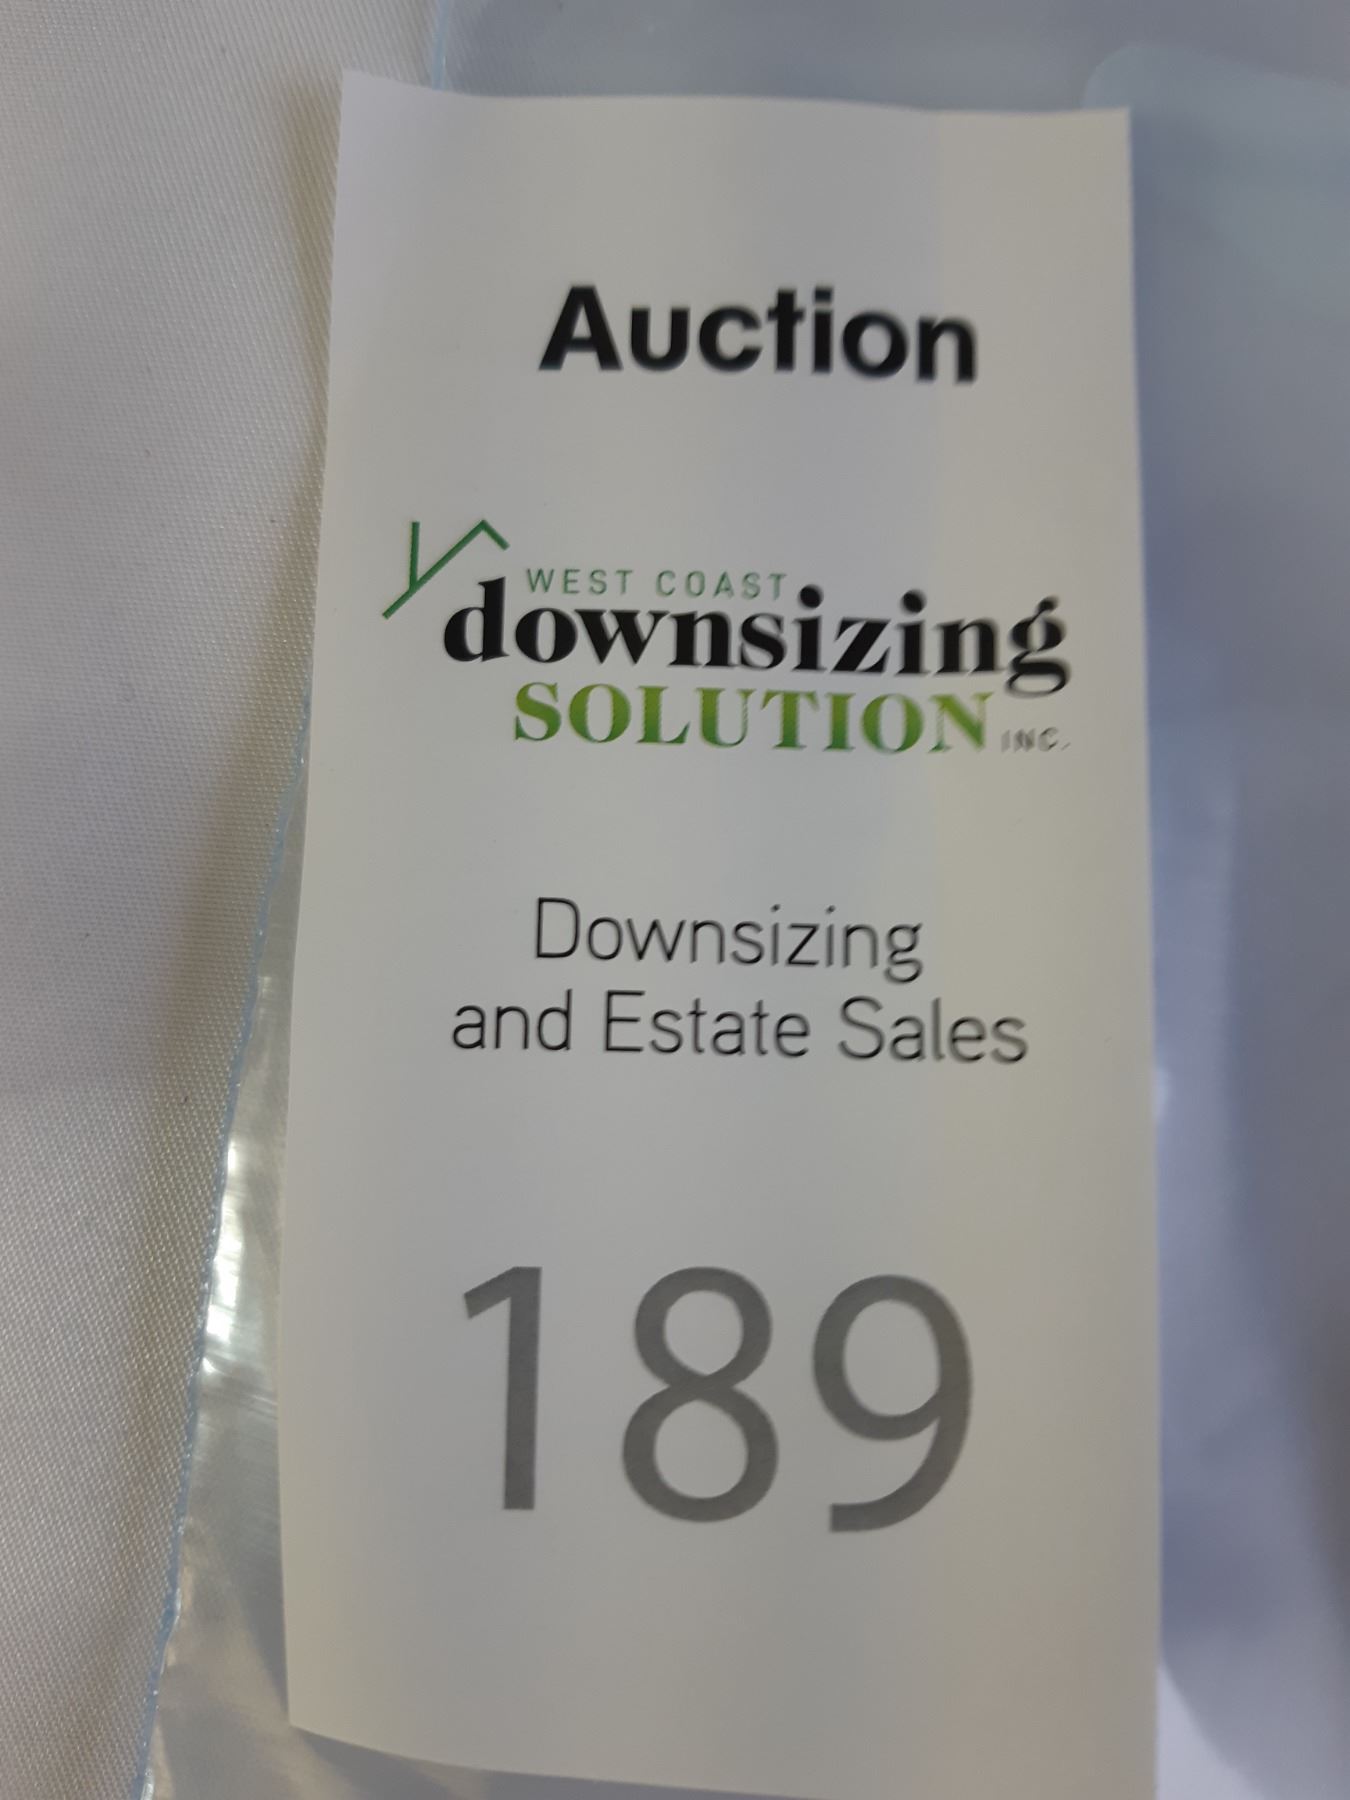 Auction
WEST COAST
downsizing
SOLUTION INC.
Downsizing
and Estate Sales
189